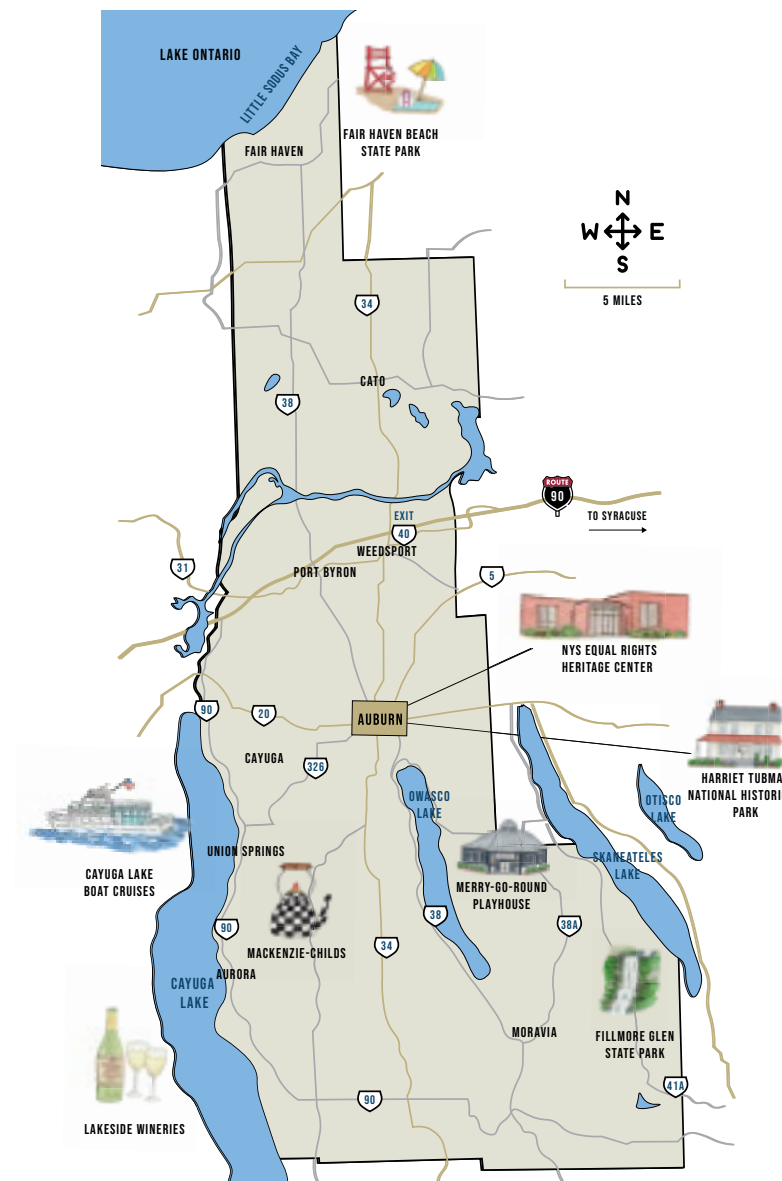 LAKE ONTARIO
LITTLE SODUS BAY
FAIR HAVEN BEACH
STATE PARK
FAIR HAVEN
N
W E
S
5 MILES
34
CATO
38
ROUTE
90
EXIT
40
TO SYRACUSE
WEEDSPORT
31
PORT BYRON
5
NYS EQUAL RIGHTS
HERITAGE CENTER
90
20
AUBURN
CAYUGA
326
HARRIET TUBMA
NATIONAL HISTORI
PARK
OWASCO
LAKE
OTISCO
LAKE
UNION SPRINGS
SKANEATELES
LAKE
CAYUGA LAKE
BOAT CRUISES
MERRY-GO-ROUND
PLAYHOUSE
90
38
38A
34
MACKENZIE-CHILDS
AURORA
CAYUGA
LAKE
MORAVIA
FILLMORE GLEN
STATE PARK
41A
90
LAKESIDE WINERIES